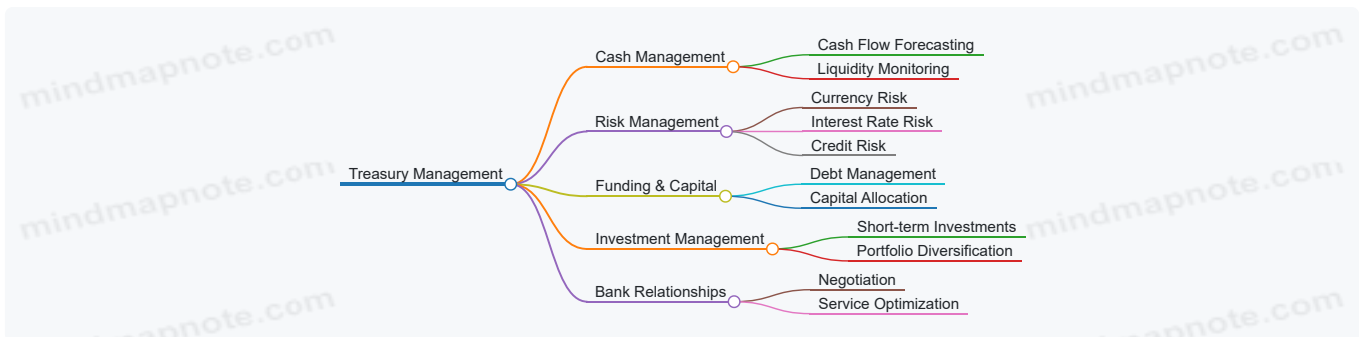 mindmapnote.com
mindmapnote.com
Cash Management
Cash Flow Forecasting
Liquidity Monitoring
Risk Management
Currency Risk
Interest Rate Risk
Credit Risk
Treasury Management
mindmapnote.com
mindmapnote.com
Funding & Capital
Debt Management
Capital Allocation
Investment Management
Short-term Investments
Portfolio Diversification
Bank Relationships
Negotiation
Service Optimization
mindmapnote.com
mindmapnote.com